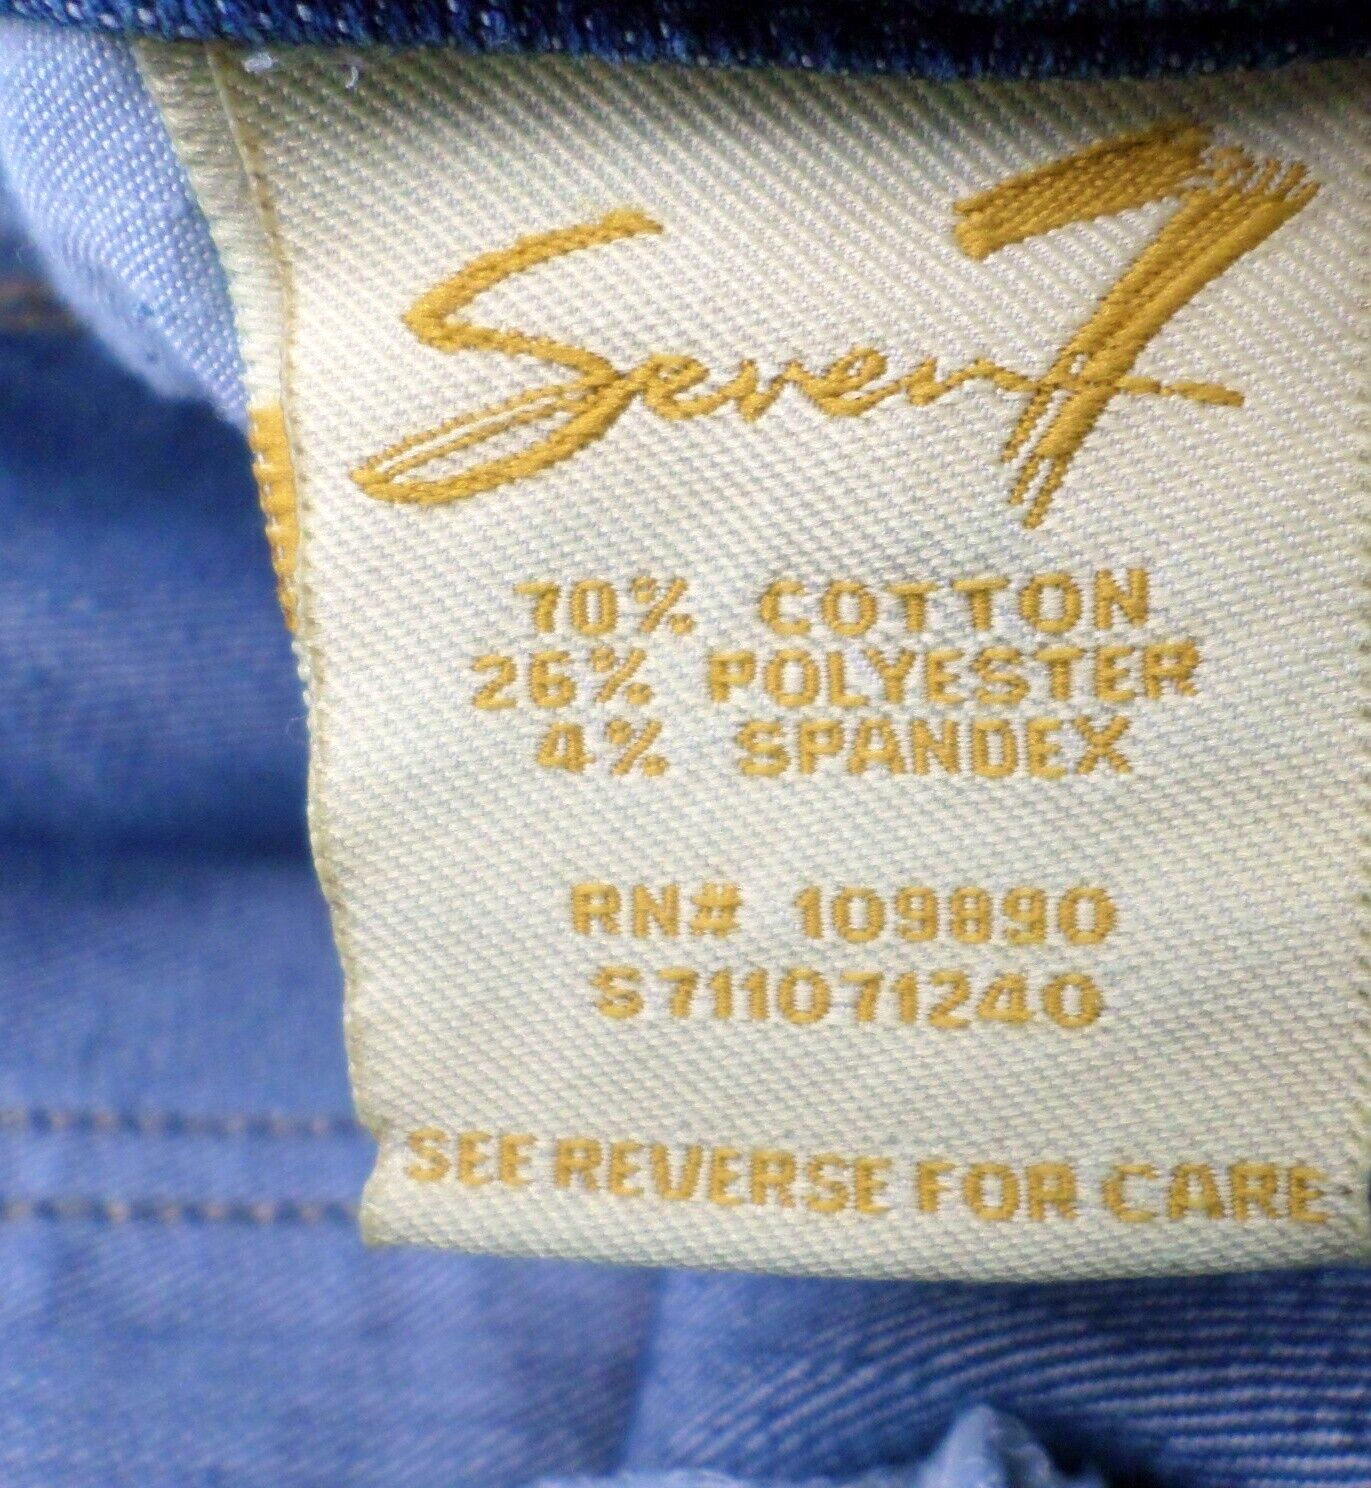 Seven7
70% COTTON
26% POLYESTER
4% SPANDEX
RN# 109890
S711071240
SEE REVERSE FOR CARE